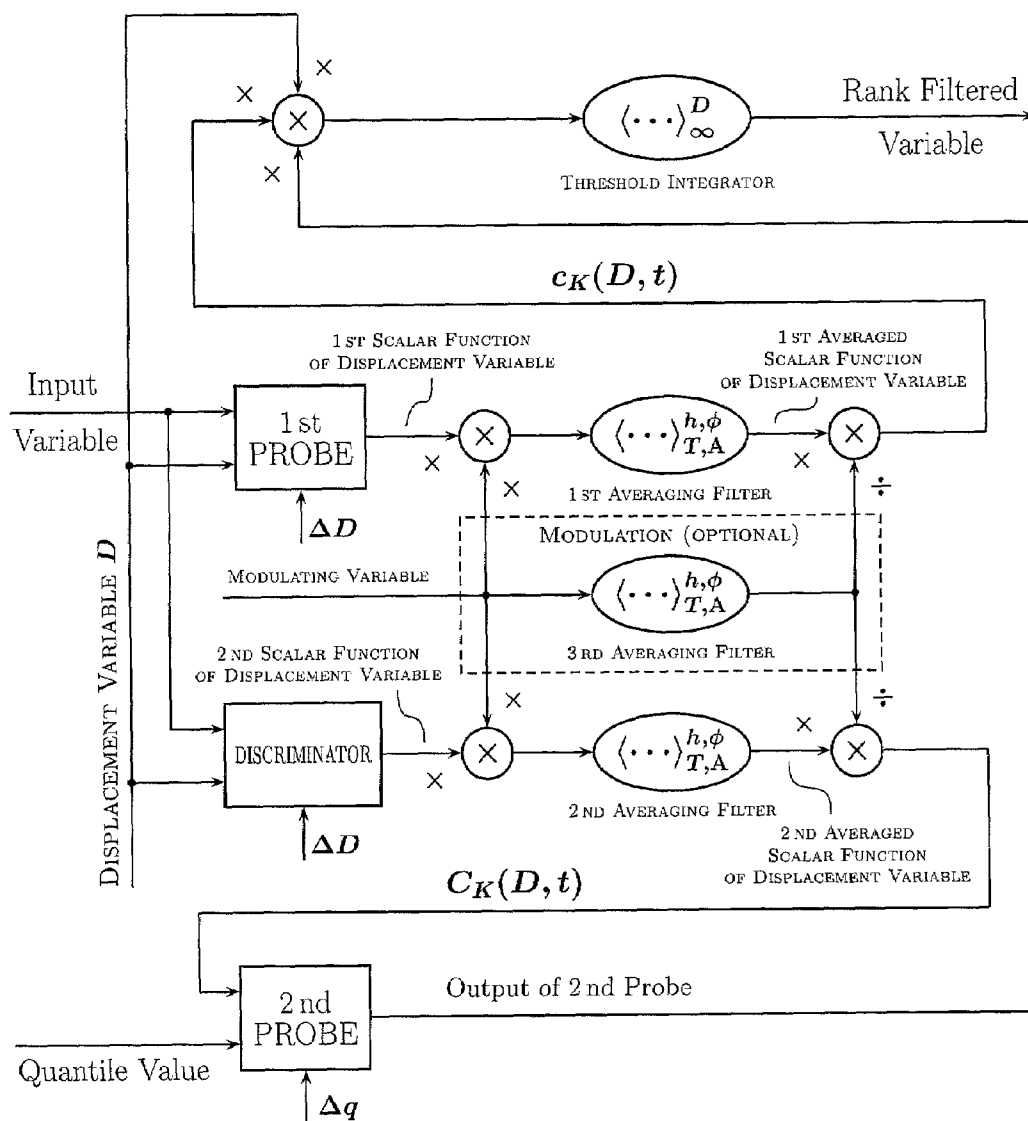 × ×
× ×
⟨···⟩ D ∞
Rank Filtered
Variable
THRESHOLD INTEGRATOR
c_K(D, t)
1ST SCALAR FUNCTION
OF DISPLACEMENT VARIABLE
1ST AVERAGED
SCALAR FUNCTION
OF DISPLACEMENT VARIABLE
Input
Variable
1st
PROBE
×
⟨···⟩ h,ϕ T,A
×
× × ×
÷
ΔD
1ST AVERAGING FILTER
MODULATION (OPTIONAL)
MODULATING VARIABLE
⟨···⟩ h,ϕ T,A
3RD AVERAGING FILTER
DISPLACEMENT VARIABLE D
2ND SCALAR FUNCTION
OF DISPLACEMENT VARIABLE
× × ÷
DISCRIMINATOR
×
⟨···⟩ h,ϕ T,A
×
×
ΔD
2ND AVERAGING FILTER
2ND AVERAGED
SCALAR FUNCTION
OF DISPLACEMENT VARIABLE
C_K(D, t)
2nd
PROBE
Output of 2nd Probe
Quantile Value
Δq